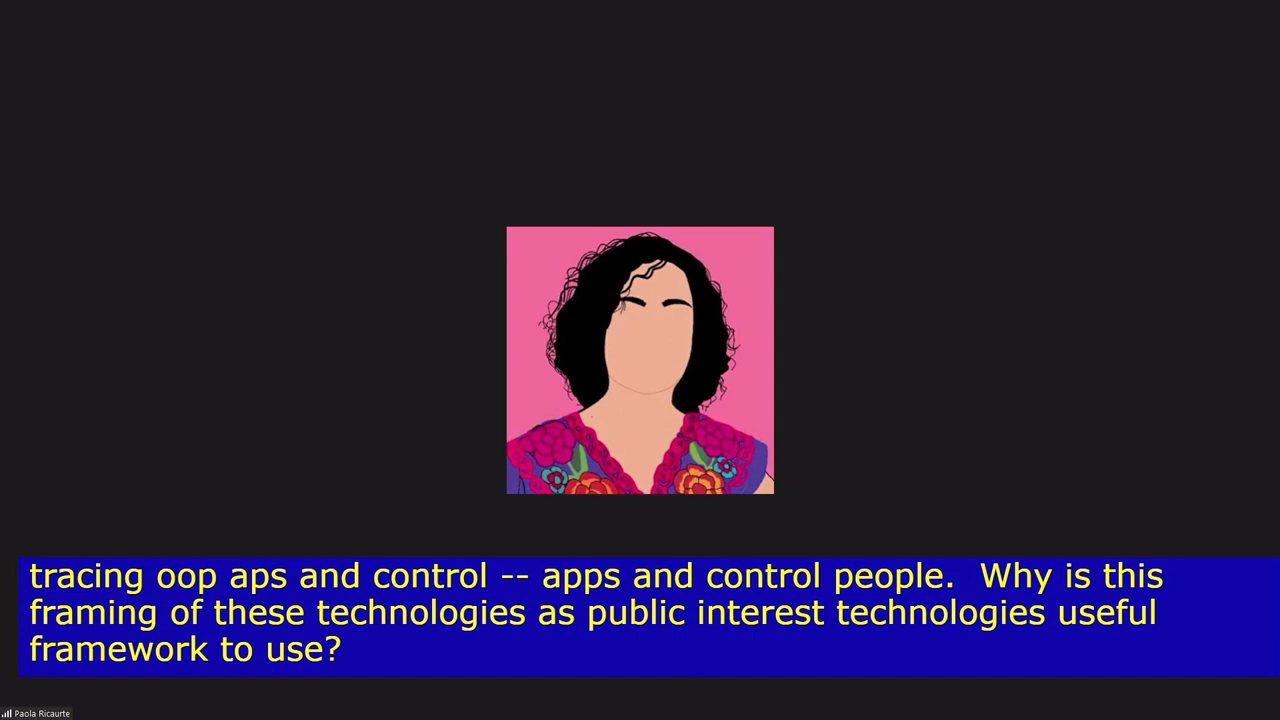 tracing oop aps and control -- apps and control people.  Why is this
framing of these technologies as public interest technologies useful
framework to use?
Paola Ricaurte